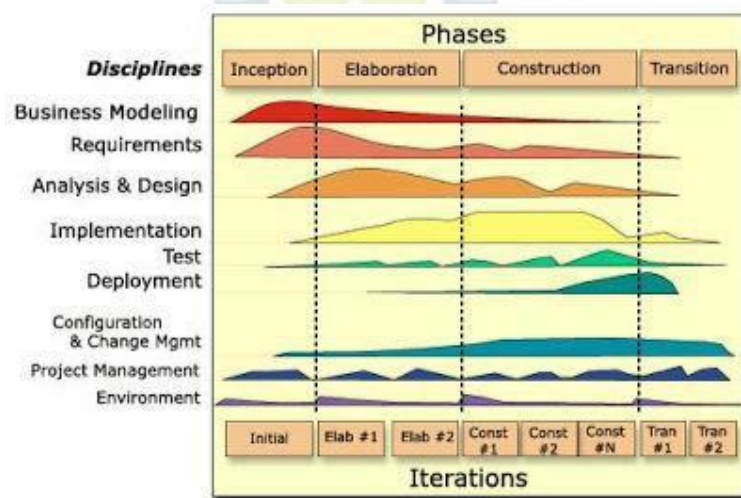 Phases
Disciplines
Inception
Elaboration
Construction
Transition
Business Modeling
Requirements
Analysis & Design
Implementation
Test
Deployment
Configuration
& Change Mgmt
Project Management
Environment
Initial
Elab #1
Elab #2
Const
#1
Const
#2
Const
#N
Tran
#1
Tran
#2
Iterations